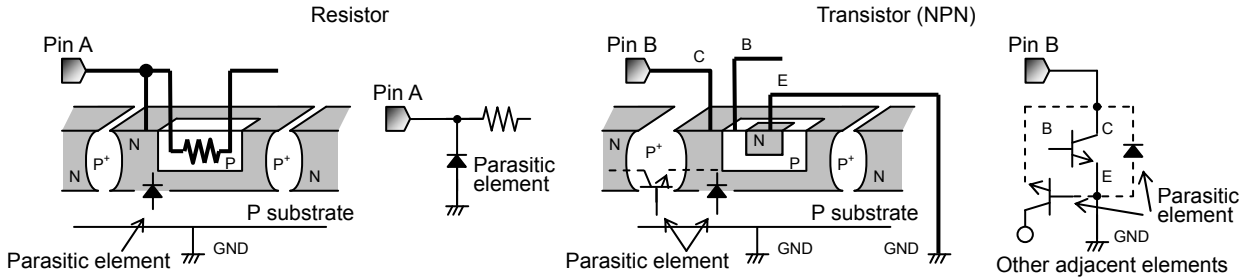 Resistor
Pin A
N
P+
N
P
P+
N
P substrate
Parasitic element
GND
Pin A
Parasitic
element
Transistor (NPN)
Pin B
C
B
E
N
P+
N
P
P+
N
P substrate
Parasitic element
GND
GND
Pin B
B
C
E
Parasitic
element
GND
Other adjacent elements